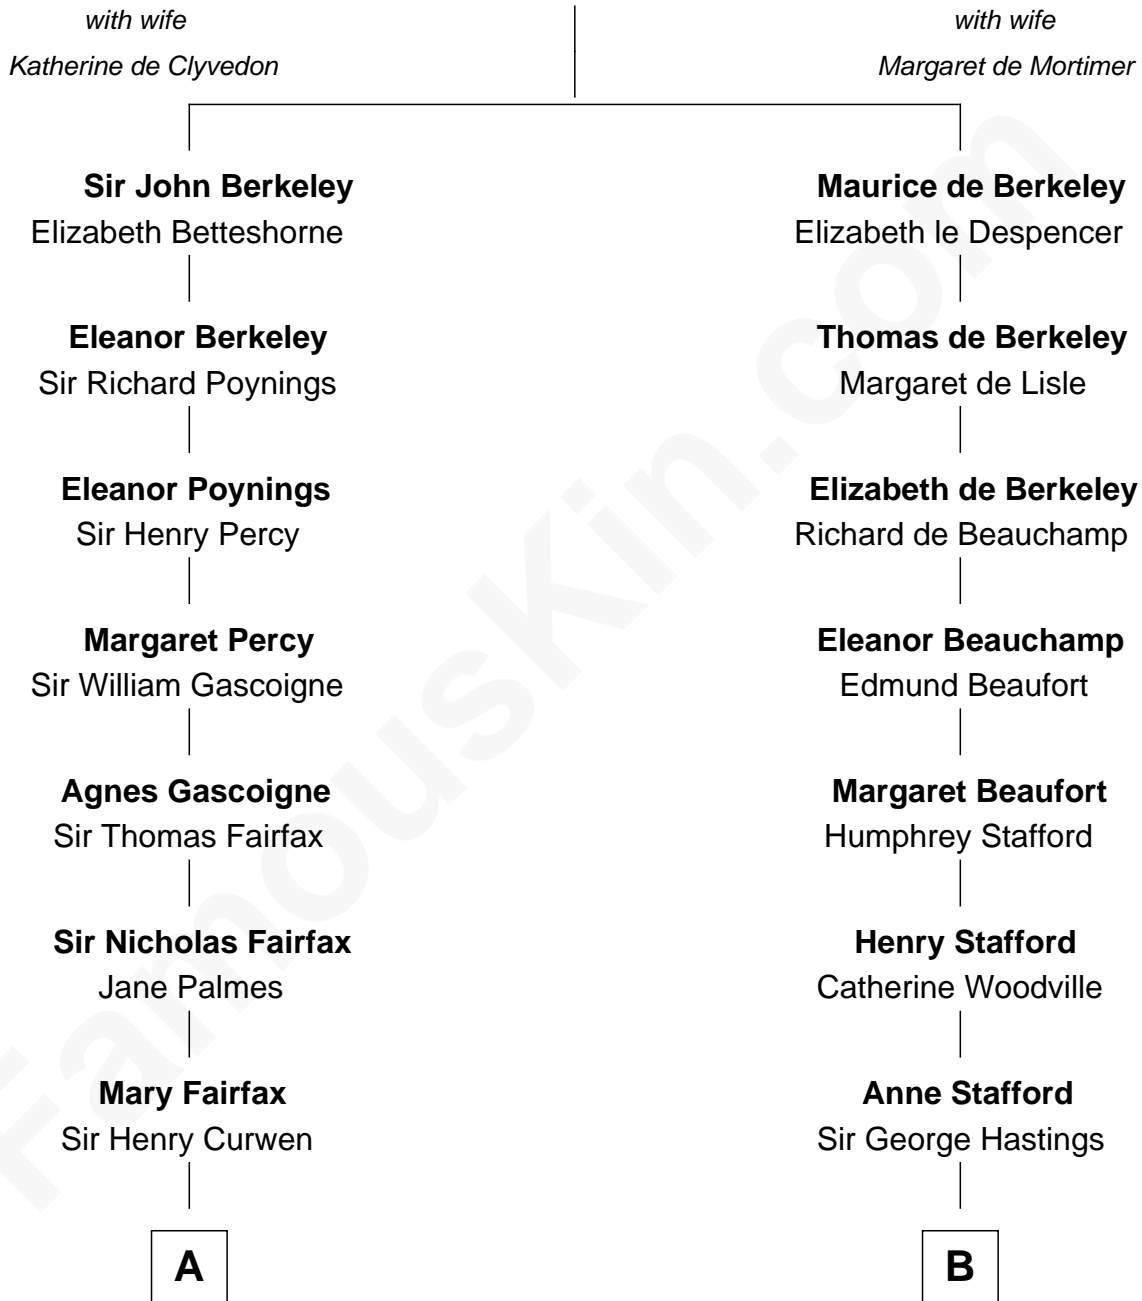 with wife
Katherine de Clyvedon
with wife
Margaret de Mortimer
Sir John Berkeley
Elizabeth Betteshorne
Maurice de Berkeley
Elizabeth le Despencer
Eleanor Berkeley
Sir Richard Poynings
Thomas de Berkeley
Margaret de Lisle
Eleanor Poynings
Sir Henry Percy
Elizabeth de Berkeley
Richard de Beauchamp
Margaret Percy
Sir William Gascoigne
Eleanor Beauchamp
Edmund Beaufort
Agnes Gascoigne
Sir Thomas Fairfax
Margaret Beaufort
Humphrey Stafford
Sir Nicholas Fairfax
Jane Palmes
Henry Stafford
Catherine Woodville
Mary Fairfax
Sir Henry Curwen
Anne Stafford
Sir George Hastings
A
B
FamousKin.com